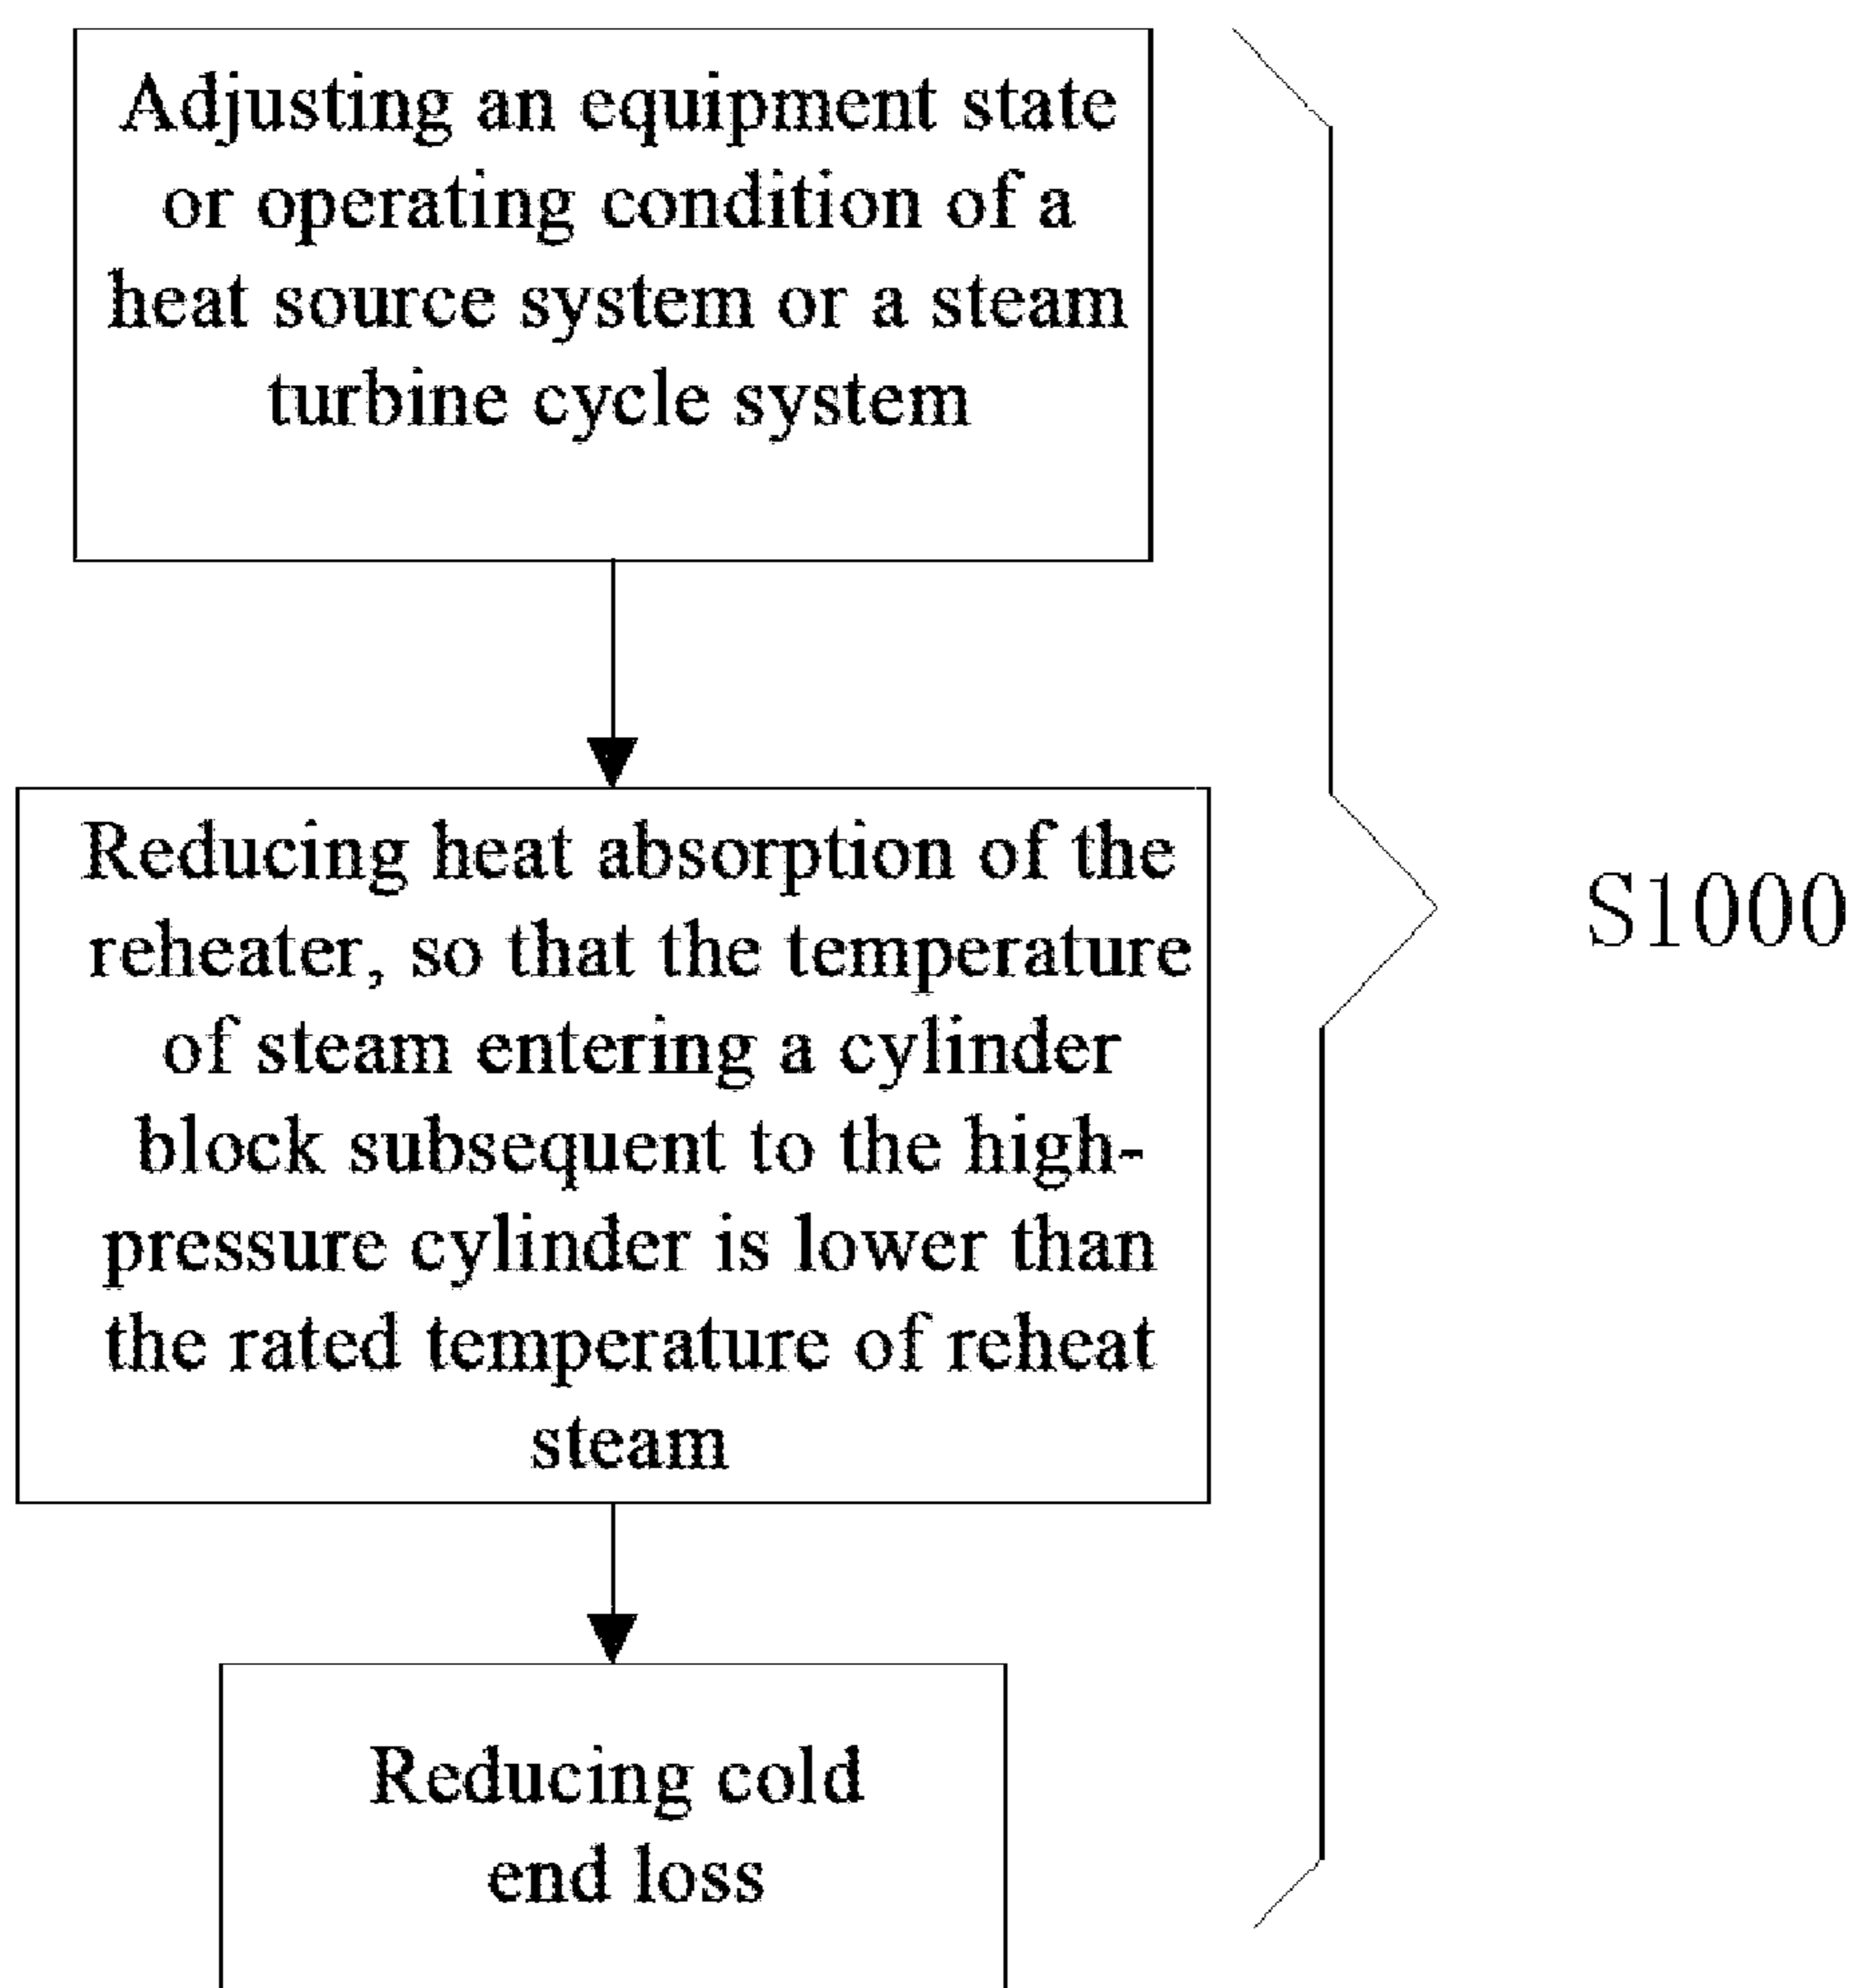 Adjusting an equipment state
or operating condition of a
heat source system or a steam
turbine cycle system
Reducing heat absorption of the
reheater, so that the temperature
of steam entering a cylinder
block subsequent to the high-
pressure cylinder is lower than
the rated temperature of reheat
steam
S1000
Reducing cold
end loss